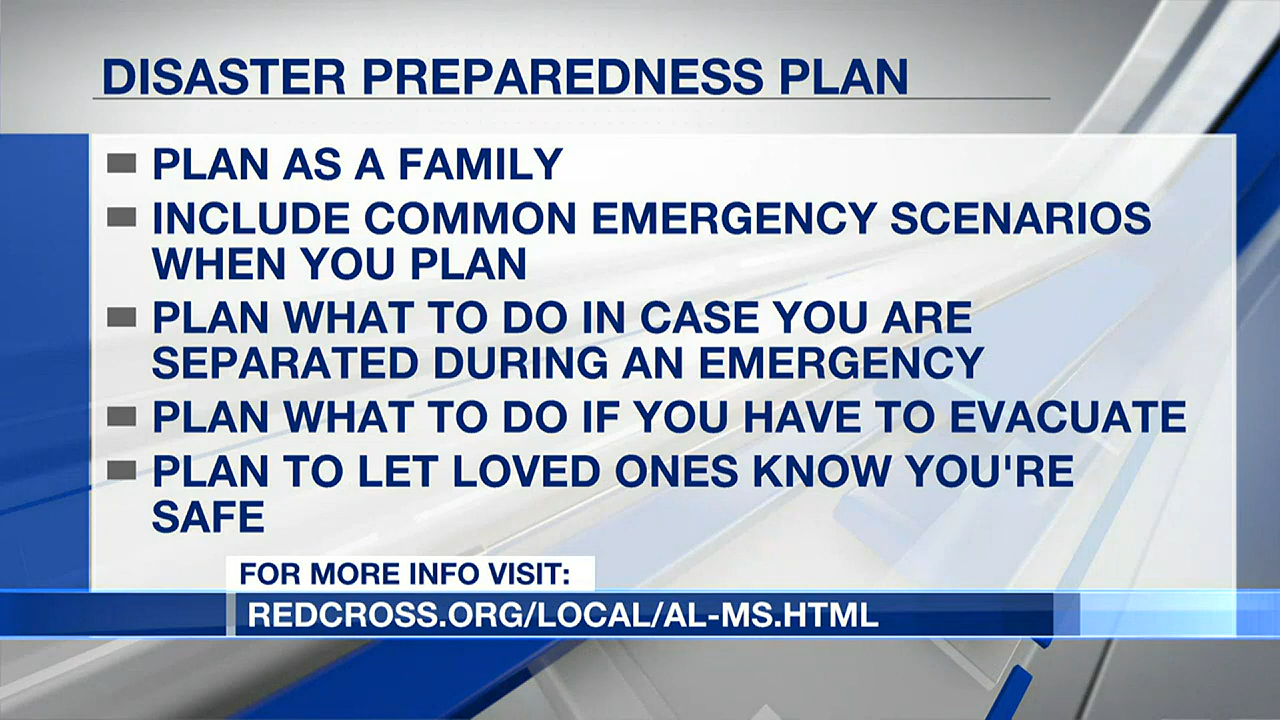 DISASTER PREPAREDNESS PLAN
PLAN AS A FAMILY
INCLUDE COMMON EMERGENCY SCENARIOS
WHEN YOU PLAN
PLAN WHAT TO DO IN CASE YOU ARE
SEPARATED DURING AN EMERGENCY
PLAN WHAT TO DO IF YOU HAVE TO EVACUATE
PLAN TO LET LOVED ONES KNOW YOU'RE
SAFE
FOR MORE INFO VISIT:
REDCROSS.ORG/LOCAL/AL-MS.HTML